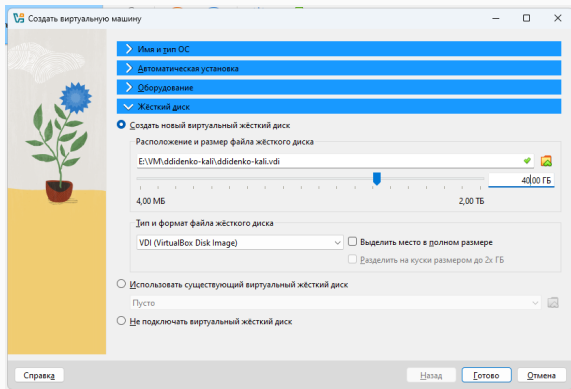 Создать виртуальную машину
Имя и тип ОС
Автоматическая установка
Оборудование
Жёсткий диск
Создать новый виртуальный жёсткий диск
Расположение и размер файла жёсткого диска
E:\VM\ddidenko-kali\ddidenko-kali.vdi
40,00 ГБ
4,00 МБ 2,00 ТБ
Тип и формат файла жёсткого диска
VDI (VirtualBox Disk Image) Выделить место в полном размере
Разделить на куски размером до 2х ГБ
Использовать существующий виртуальный жёсткий диск
Пусто
Не подключать виртуальный жёсткий диск
Справка Назад Готово Отмена